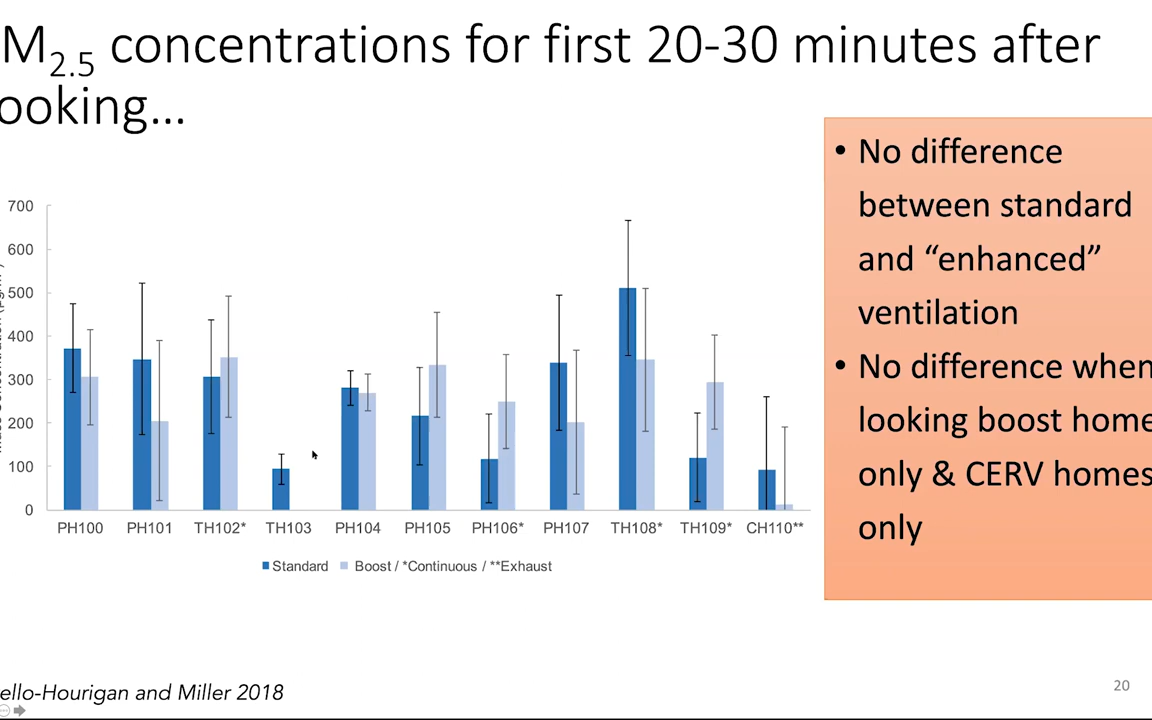 M2.5 concentrations for first 20-30 minutes after
ooking...
• No difference
between standard
and “enhanced”
ventilation
• No difference when
looking boost home
only & CERV homes
only
700
600
500
400
300
200
100
0
PH100 PH101 TH102* TH103 PH104 PH105 PH106* PH107 TH108* TH109* CH110**
Standard Boost / *Continuous / **Exhaust
ello-Hourigan and Miller 2018
20